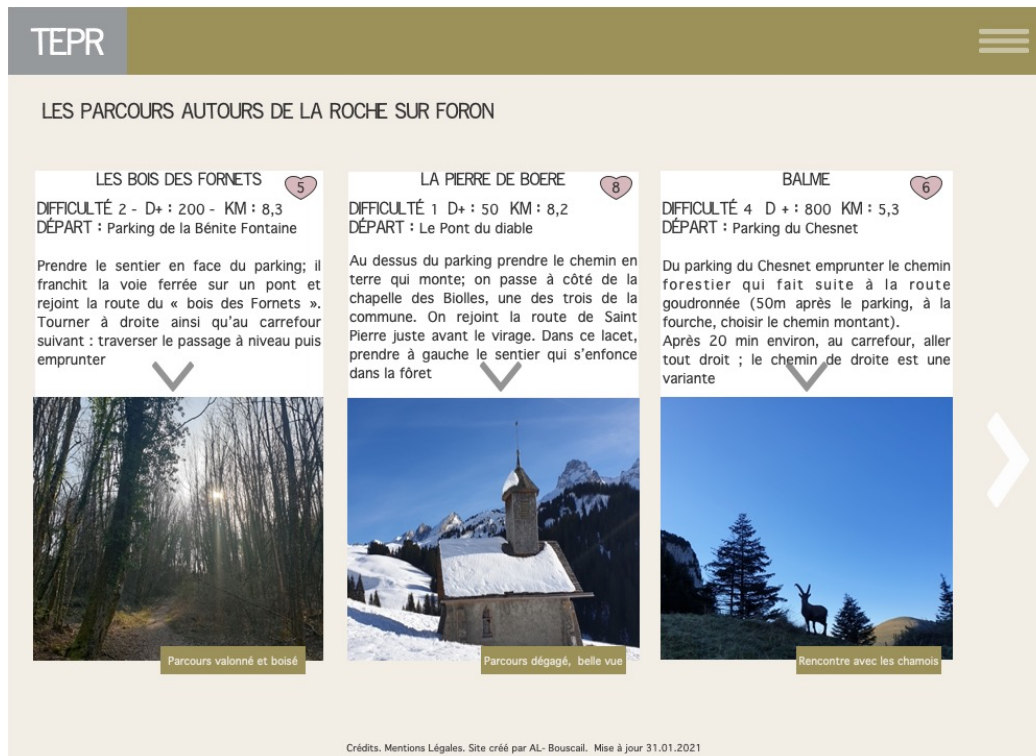 TEPR
LES PARCOURS AUTOURS DE LA ROCHE SUR FORON
LES BOIS DES FORNETS
5
DIFFICULTÉ 2 - D+ : 200 - KM : 8,3
DÉPART : Parking de la Bénite Fontaine
Prendre le sentier en face du parking; il
franchit la voie ferrée sur un pont et
rejoint la route du « bois des Fornets ».
Tourner à droite ainsi qu’au carrefour
suivant : traverser le passage à niveau puis
emprunter
Parcours valonné et boisé
LA PIERRE DE BOERE
8
DIFFICULTÉ 1 D+ : 50 KM : 8,2
DÉPART : Le Pont du diable
Au dessus du parking prendre le chemin en
terre qui monte; on passe à côté de la
chapelle des Biolles, une des trois de la
commune. On rejoint la route de Saint
Pierre juste avant le virage. Dans ce lacet,
prendre à gauche le sentier qui s’enfonce
dans la fôret
Parcours dégagé, belle vue
BALME
6
DIFFICULTÉ 4 D + : 800 KM : 5,3
DÉPART : Parking du Chesnet
Du parking du Chesnet emprunter le chemin
forestier qui fait suite à la route
goudronnée (50m après le parking, à la
fourche, choisir le chemin montant).
Après 20 min environ, au carrefour, aller
tout droit ; le chemin de droite est une
variante
Rencontre avec les chamois
Crédits. Mentions Légales. Site créé par AL- Bouscail. Mise à jour 31.01.2021